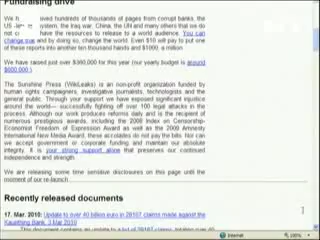 Fundraising drive
We h ived hundreds of thousands of pages from corrupt banks, the
US system, the Iraq war, China, the UN and many others that we do
not c have the resources to release to a world audience. You can
change that and by doing so, change the world. Even $10 will pay to put one
of these reports into another ten thousand hands and $1000, a million
We have raised just over $360,000 for this year (our yearly budget is around
$600,000.)
The Sunshine Press (WikiLeaks) is an non-profit organization funded by
human rights campaigners, investigative journalists, technologists and the
general public. Through your support we have exposed significant injustice
around the world— successfully fighting off over 100 legal attacks in the
process. Although our work produces reforms daily and is the recipient of
numerous prestigious awards, including the 2008 Index on Censorship-
Economist Freedom of Expression Award as well as the 2009 Amnesty
International New Media Award, these accolades do not pay the bills. Nor can
we accept government or corporate funding and maintain our absolute
integrity. It is your strong support alone that preserves our continued
independence and strength.
We are releasing some time sensitive disclosures on this page until the
moment of our re-launch
Recently released documents
17. Mar. 2010: Update to over 40 billion euro in 28167 claims made against the
Kaupthing Bank, 3 Mar 2010
Internet